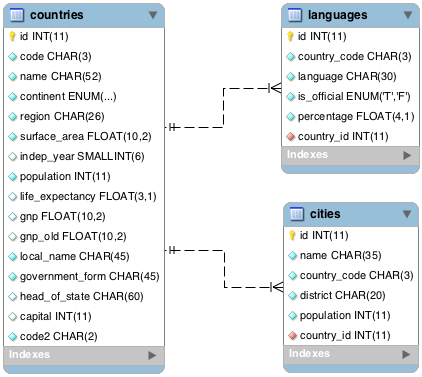 countries
id INT(11)
code CHAR(3)
name CHAR(52)
continent ENUM(...)
region CHAR(26)
surface_area FLOAT(10,2)
indep_year SMALLINT(6)
population INT(11)
life_expectancy FLOAT(3,1)
gnp FLOAT(10,2)
gnp_old FLOAT(10,2)
local_name CHAR(45)
government_form CHAR(45)
head_of_state CHAR(60)
capital INT(11)
code2 CHAR(2)
Indexes
languages
id INT(11)
country_code CHAR(3)
language CHAR(30)
is_official ENUM('T','F')
percentage FLOAT(4,1)
country_id INT(11)
Indexes
cities
id INT(11)
name CHAR(35)
country_code CHAR(3)
district CHAR(20)
population INT(11)
country_id INT(11)
Indexes